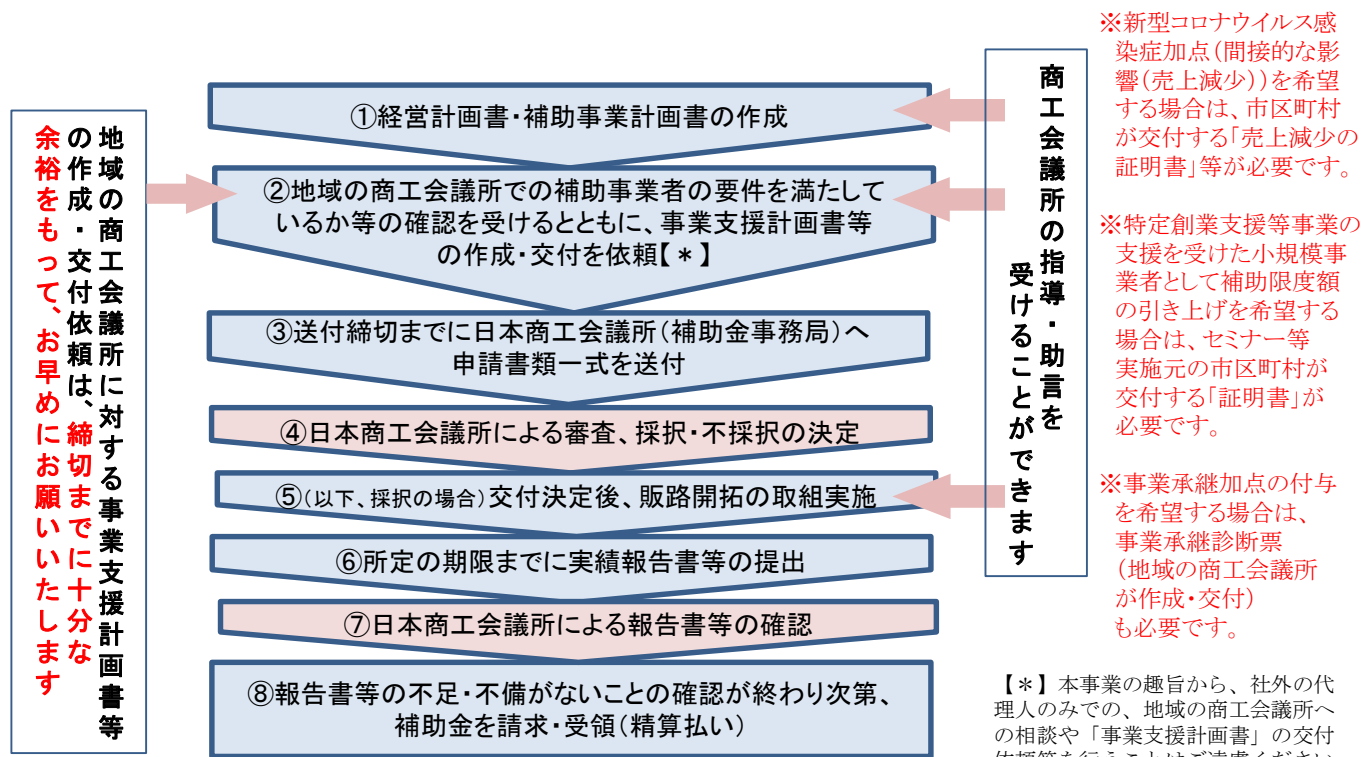 地域の商工会議所に対する事業支援計画書等
の作成・交付依頼は、締切までに十分な
余裕をもって、お早めにお願いいたします
①経営計画書・補助事業計画書の作成
②地域の商工会議所での補助事業者の要件を満たして
いるか等の確認を受けるとともに、事業支援計画書等
の作成・交付を依頼【＊】
③送付締切までに日本商工会議所（補助金事務局）へ
申請書類一式を送付
④日本商工会議所による審査、採択・不採択の決定
⑤（以下、採択の場合）交付決定後、販路開拓の取組実施
⑥所定の期限までに実績報告書等の提出
⑦日本商工会議所による報告書等の確認
⑧報告書等の不足・不備がないことの確認が終わり次第、
補助金を請求・受領（精算払い）
商工会議所の指導・助言を
受けることができます
※新型コロナウイルス感
染症加点（間接的な影
響（売上減少））を希望
する場合は、市区町村
が交付する「売上減少の
証明書」等が必要です。
※特定創業支援等事業の
支援を受けた小規模事
業者として補助限度額
の引き上げを希望する
場合は、セミナー等
実施元の市区町村が
交付する「証明書」が
必要です。
※事業承継加点の付与
を希望する場合は、
事業承継診断票
（地域の商工会議所
が作成・交付）
も必要です。
【＊】本事業の趣旨から、社外の代
理人のみでの、地域の商工会議所へ
の相談や「事業支援計画書」の交付
依頼等を行うことはご遠慮ください